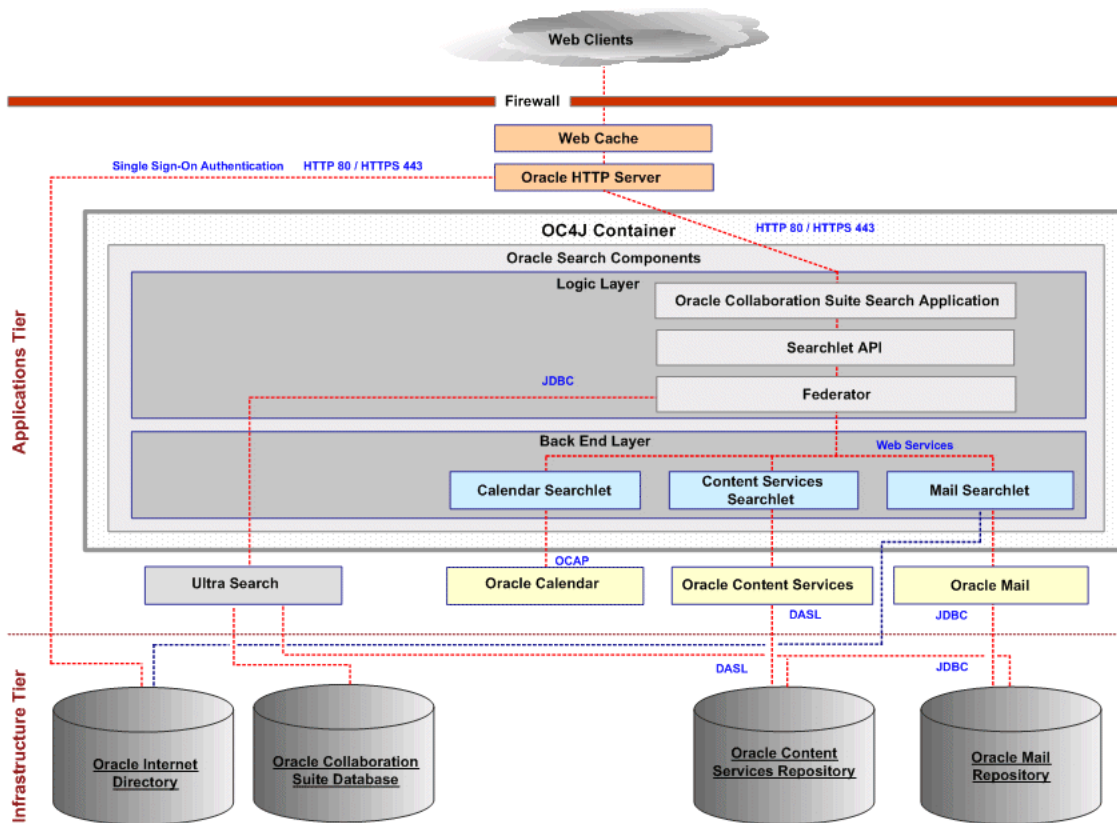 Web Clients
Firewall
Web Cache
Single Sign-On Authentication HTTP 80 / HTTPS 443
Oracle HTTP Server
OC4J Container
HTTP 80 / HTTPS 443
Oracle Search Components
Logic Layer
Oracle Collaboration Suite Search Application
Searchlet API
JDBC
Federator
Applications Tier
Back End Layer
Web Services
Calendar Searchlet
Content Services
Searchlet
Mail Searchlet
OCAP
Ultra Search
Oracle Calendar
Oracle Content Services
Oracle Mail
DASL
JDBC
DASL
JDBC
Infrastructure Tier
Oracle Internet
Directory
Oracle Collaboration
Suite Database
Oracle Content
Services Repository
Oracle Mail
Repository